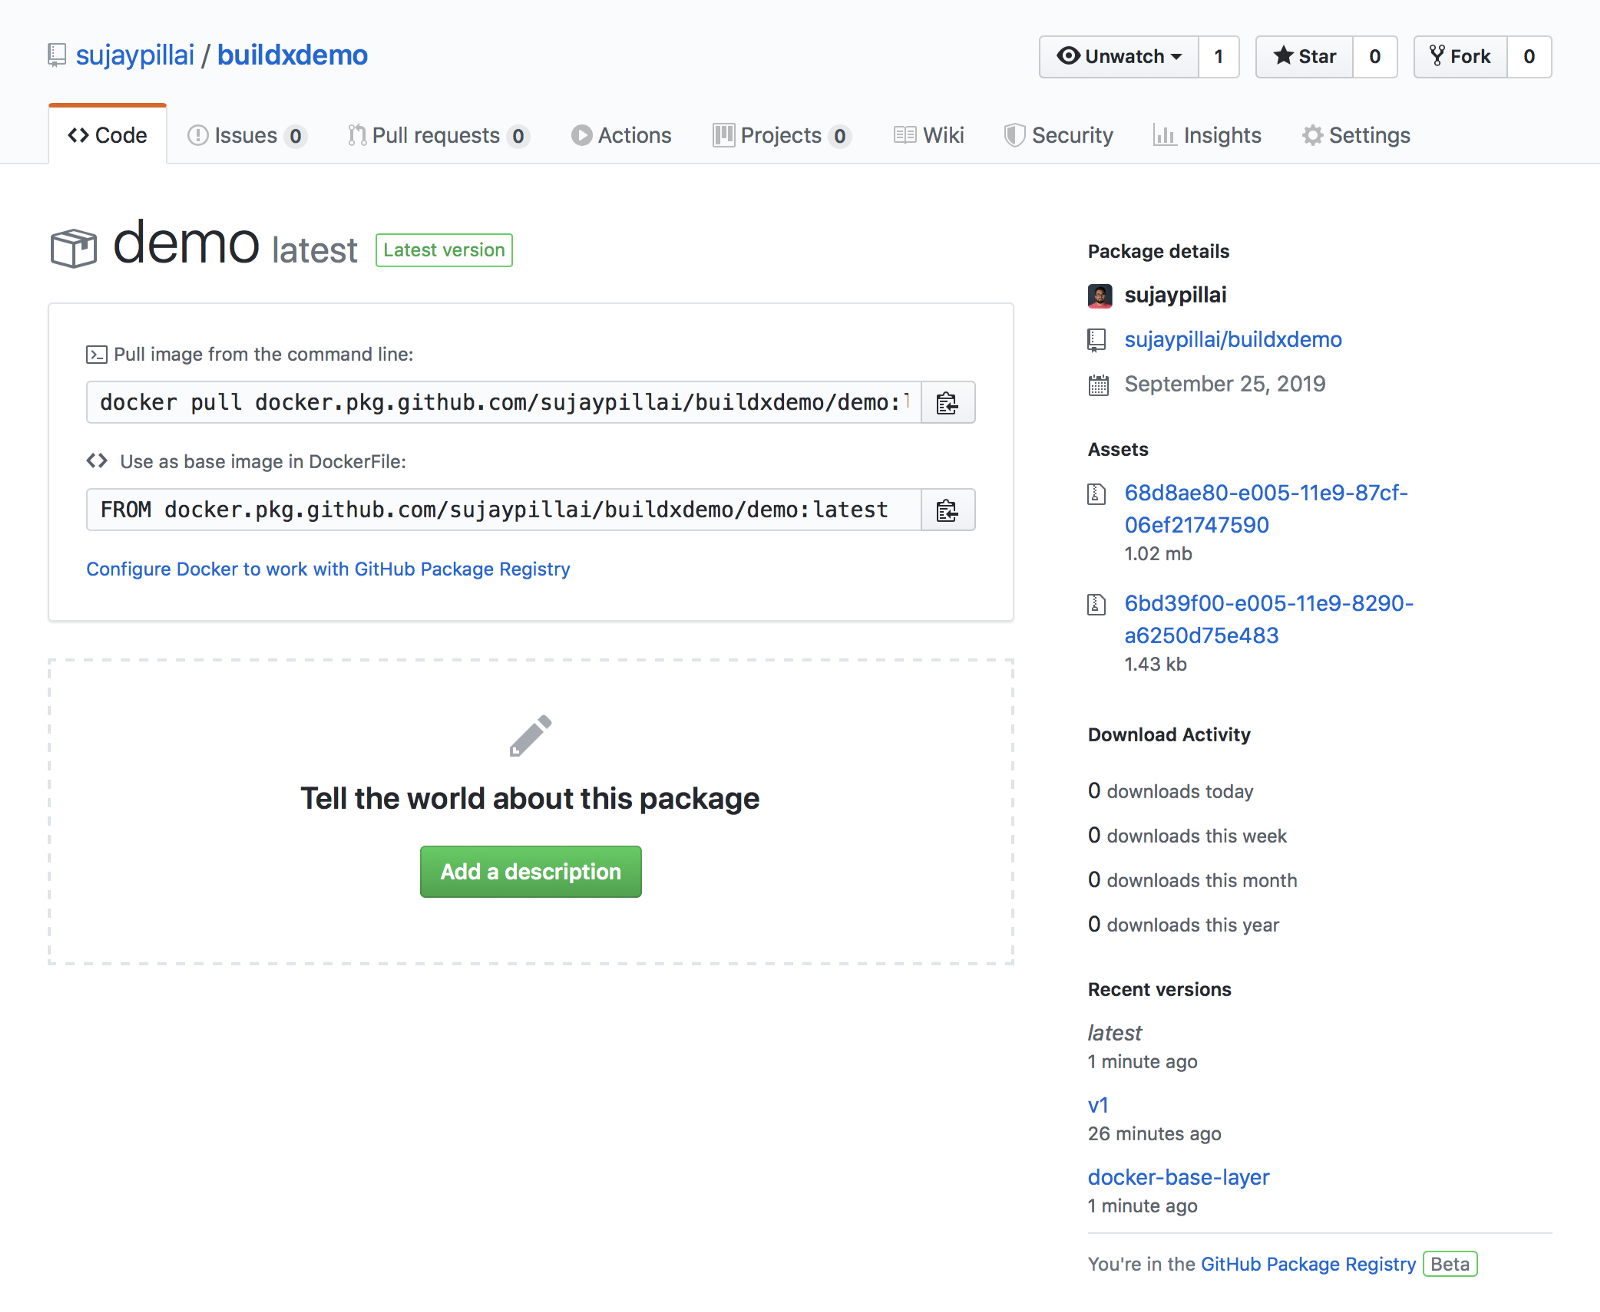 sujaypillai / buildxdemo
Unwatch 1
Star 0
Fork 0
Code
Issues 0
Pull requests 0
Actions
Projects 0
Wiki
Security
Insights
Settings
demo latest Latest version
Pull image from the command line:
docker pull docker.pkg.github.com/sujaypillai/buildxdemo/demo:
Use as base image in DockerFile:
FROM docker.pkg.github.com/sujaypillai/buildxdemo/demo:latest
Configure Docker to work with GitHub Package Registry
Tell the world about this package
Add a description
Package details
sujaypillai
sujaypillai/buildxdemo
September 25, 2019
Assets
68d8ae80-e005-11e9-87cf-
06ef21747590
1.02 mb
6bd39f00-e005-11e9-8290-
a6250d75e483
1.43 kb
Download Activity
0 downloads today
0 downloads this week
0 downloads this month
0 downloads this year
Recent versions
latest
1 minute ago
v1
26 minutes ago
docker-base-layer
1 minute ago
You're in the GitHub Package Registry Beta